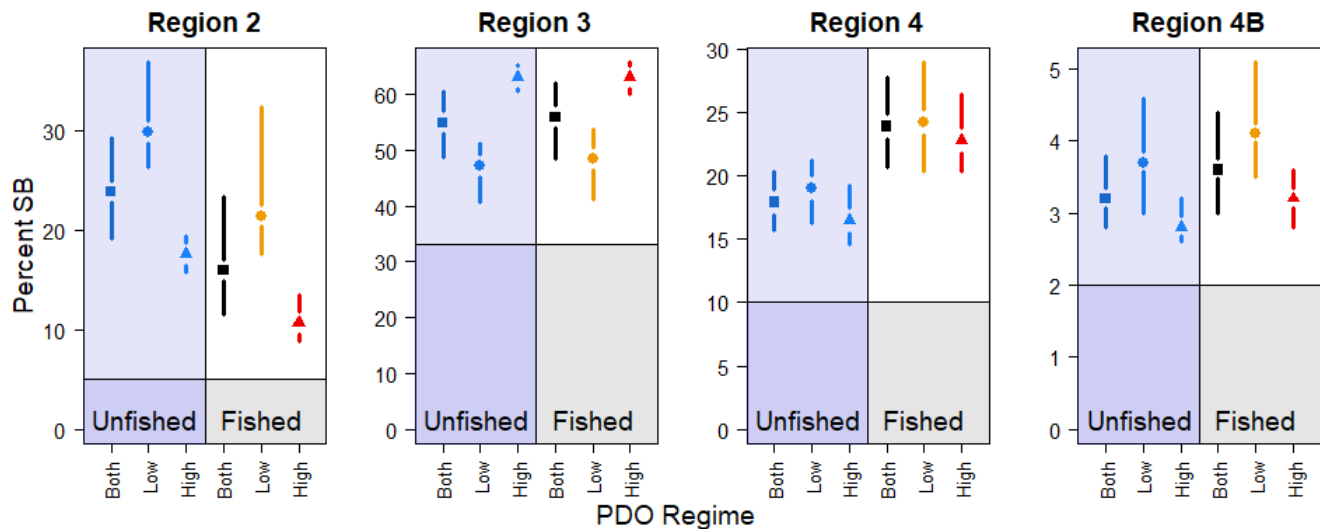 Region 2
Region 3
Region 4
Region 4B
Percent SB
30
20
10
0
Unfished
Fished
Both
Low
High
Both
Low
High
60
50
40
30
20
10
0
Unfished
Fished
Both
Low
High
Both
Low
High
30
25
20
15
10
5
0
Unfished
Fished
Both
Low
High
Both
Low
High
5
4
3
2
1
0
Unfished
Fished
Both
Low
High
Both
Low
High
PDO Regime